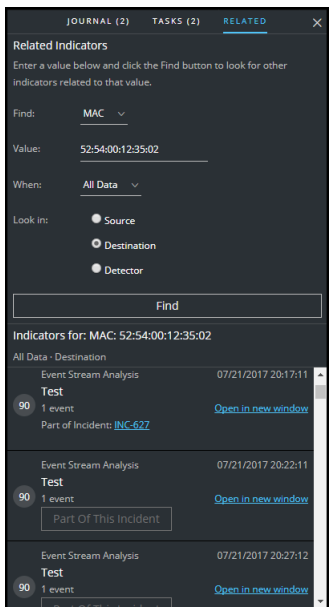 JOURNAL (2) TASKS (2) RELATED ×
Related Indicators
Enter a value below and click the Find button to look for other
indicators related to that value.
Find: MAC
Value: 52:54:00:12:35:02
When: All Data
Look in: Source
Destination
Detector
Find
Indicators for: MAC: 52:54:00:12:35:02
All Data · Destination
Event Stream Analysis 07/21/2017 20:17:11
Test
90 1 event Open in new window
Part of Incident: INC-627
Event Stream Analysis 07/21/2017 20:22:11
Test
90 1 event Open in new window
Part Of This Incident
Event Stream Analysis 07/21/2017 20:27:12
Test
90 1 event Open in new window
Part Of This Incident